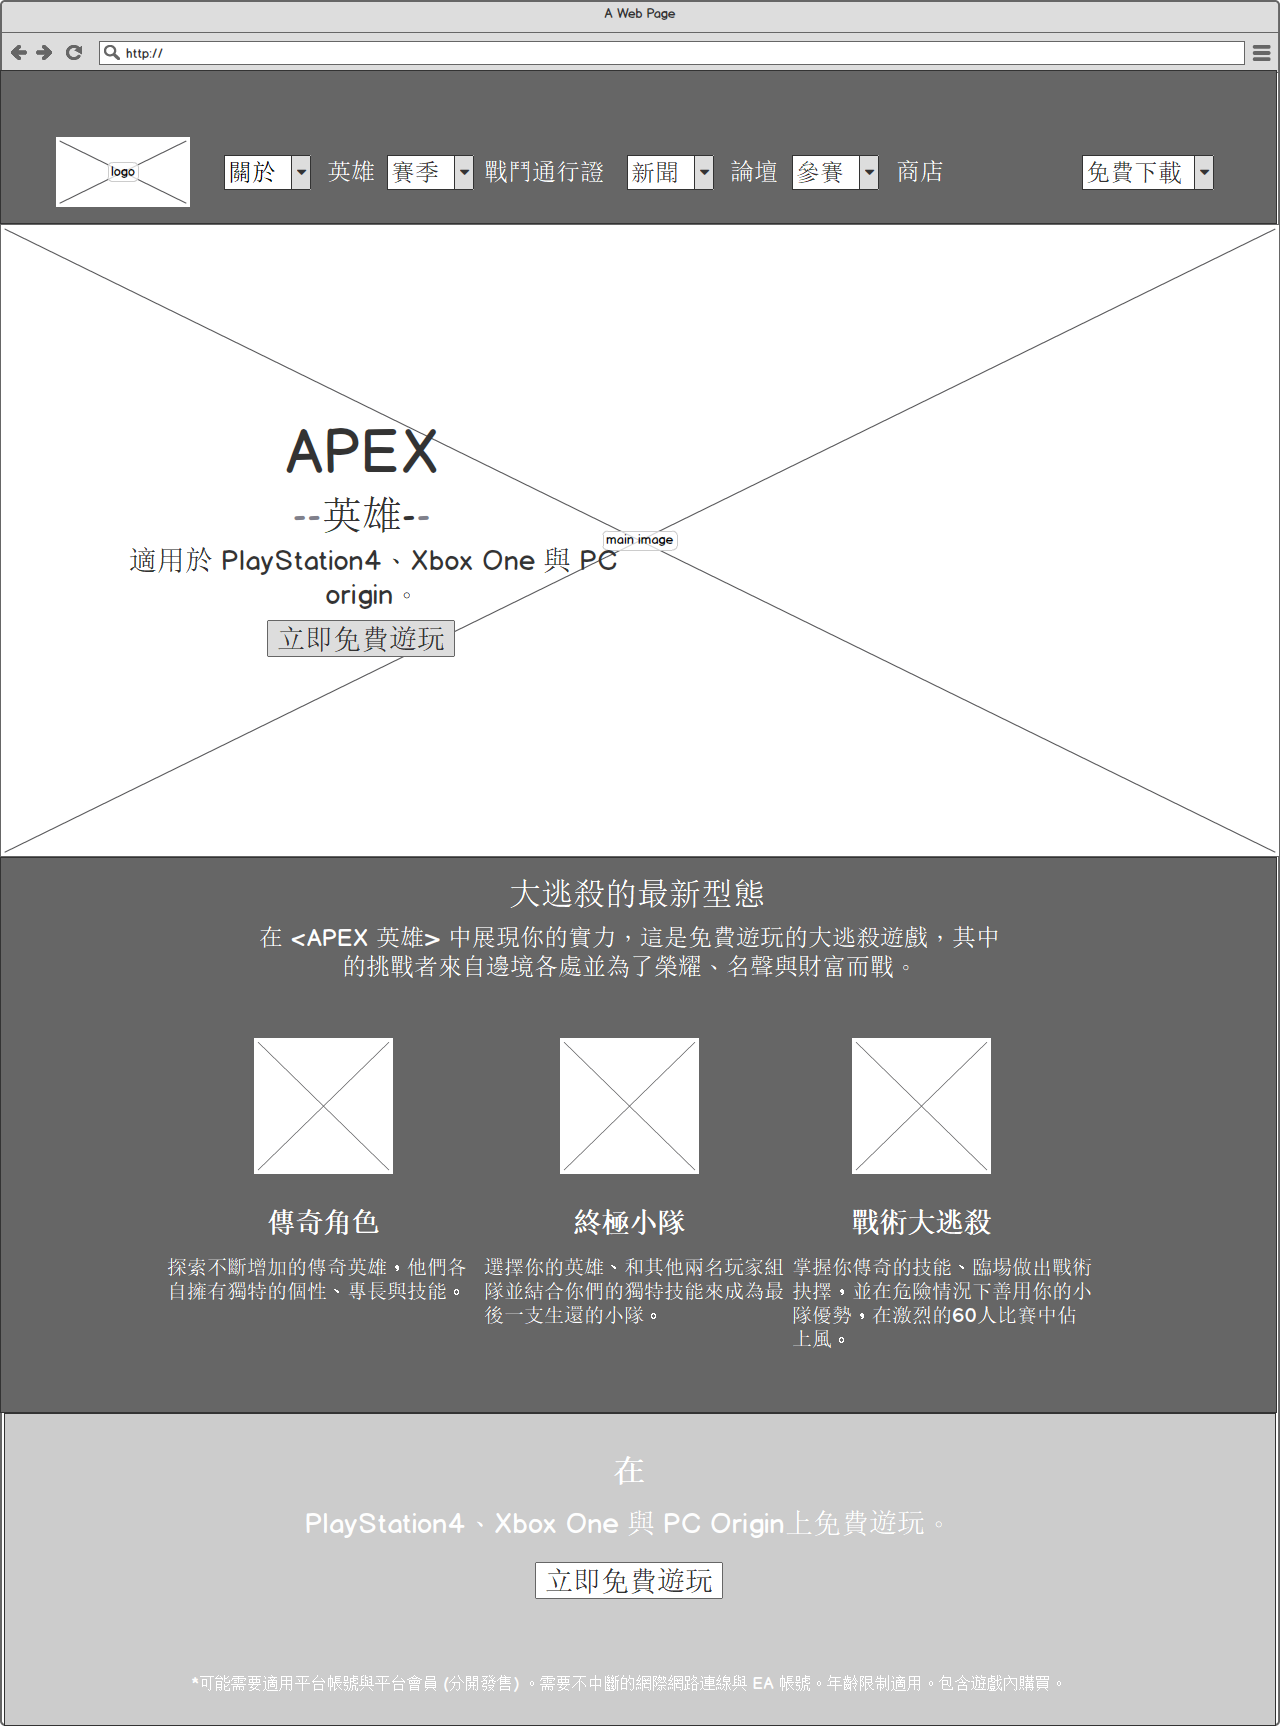 A Web Page
http://
logo
關於 英雄 賽季 戰鬥通行證 新聞 論壇 參賽 商店 免費下載
APEX
--英雄--
main image
適用於 PlayStation4、Xbox One 與 PC
origin。
立即免費遊玩
大逃殺的最新型態
在 <APEX 英雄> 中展現你的實力，這是免費遊玩的大逃殺遊戲，其中
的挑戰者來自邊境各處並為了榮耀、名聲與財富而戰。
傳奇角色
探索不斷增加的傳奇英雄，他們各
自擁有獨特的個性、專長與技能。
終極小隊
選擇你的英雄、和其他兩名玩家組
隊並結合你們的獨特技能來成為最
後一支生還的小隊。
戰術大逃殺
掌握你傳奇的技能、臨場做出戰術
抉擇，並在危險情況下善用你的小
隊優勢，在激烈的60人比賽中佔
上風。
在
PlayStation4、Xbox One 與 PC Origin上免費遊玩。
立即免費遊玩
*可能需要適用平台帳號與平台會員 (分開發售) 。需要不中斷的網際網路連線與 EA 帳號。年齡限制適用。包含遊戲內購買。